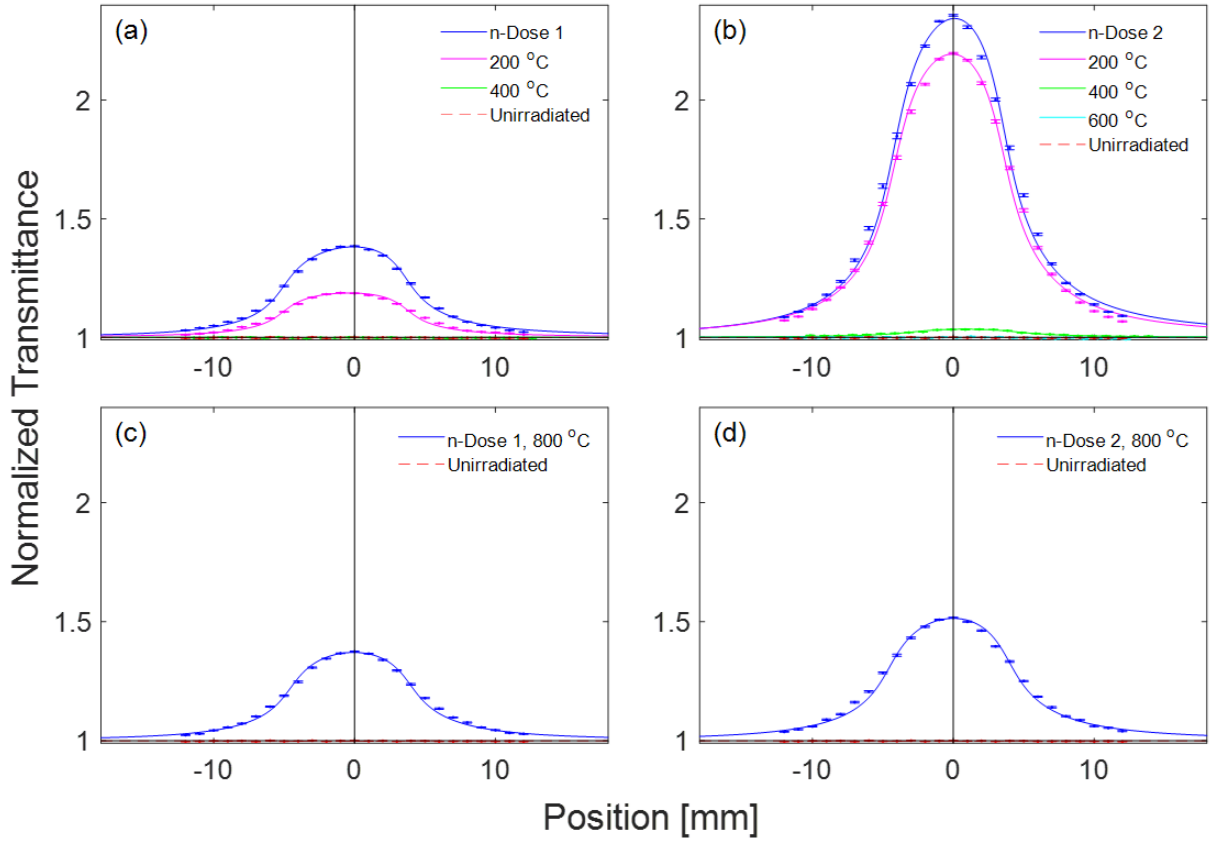 (a)
n-Dose 1
200 °C
400 °C
Unirradiated
(b)
n-Dose 2
200 °C
400 °C
600 °C
Unirradiated
2
1.5
1
2
1.5
1
-10
0
10
-10
0
10
(c)
n-Dose 1, 800 °C
Unirradiated
(d)
n-Dose 2, 800 °C
Unirradiated
2
1.5
1
2
1.5
1
-10
0
10
-10
0
10
Normalized Transmittance
Position [mm]